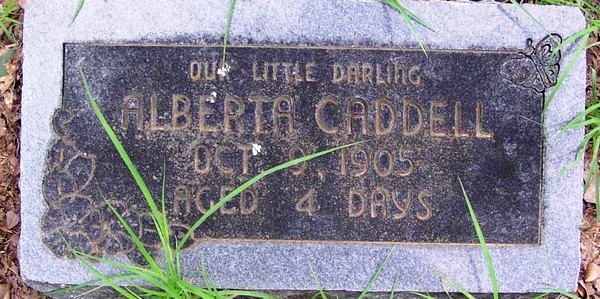 OUR LITTLE DARLING
ALBERTA CADDELL
OCT 9, 1905
AGED 4 DAYS